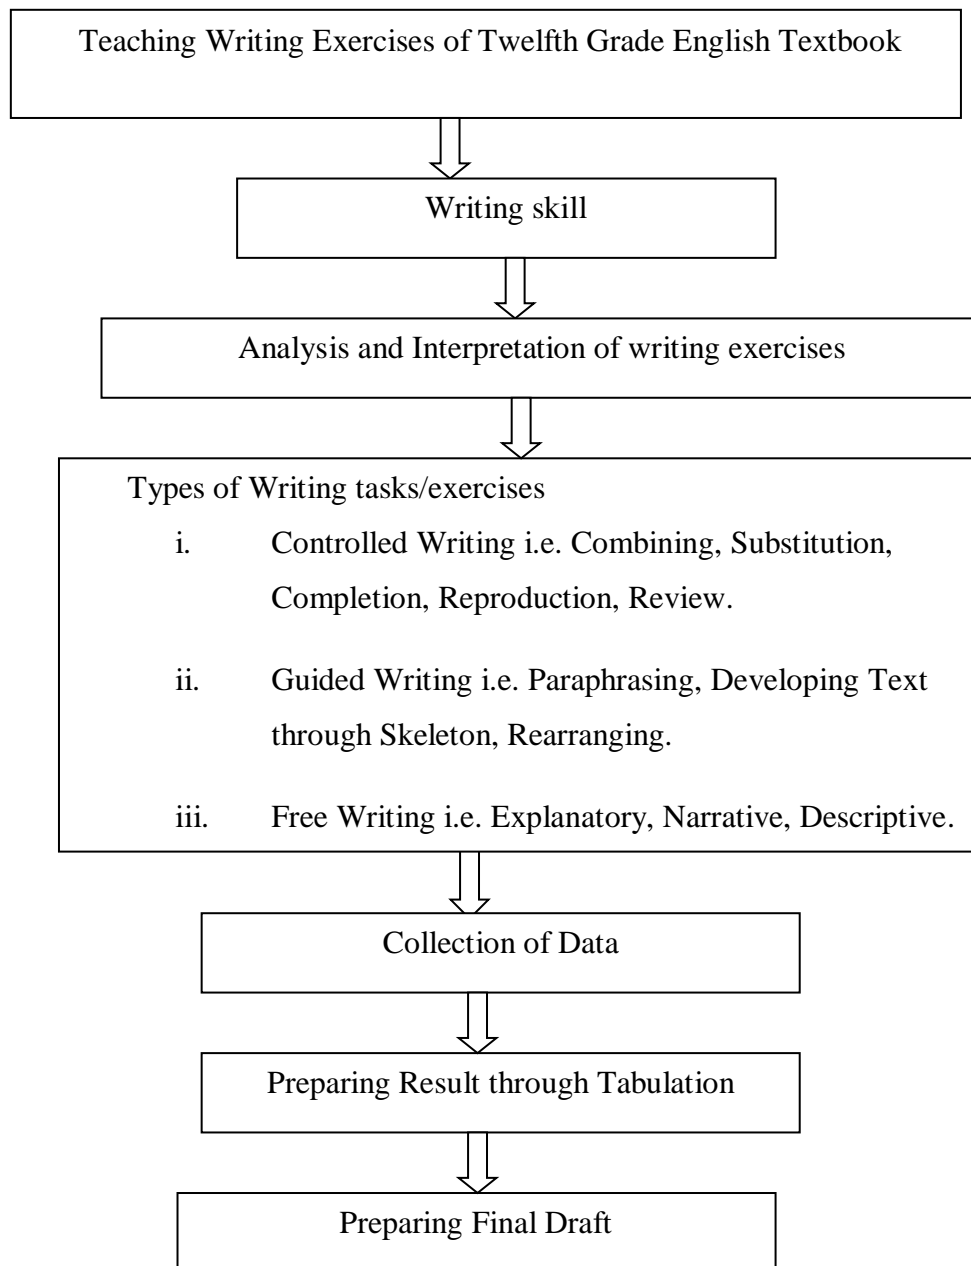 Teaching Writing Exercises of Twelfth Grade English Textbook
Writing skill
Analysis and Interpretation of writing exercises
Types of Writing tasks/exercises
i. Controlled Writing i.e. Combining, Substitution,
Completion, Reproduction, Review.
ii. Guided Writing i.e. Paraphrasing, Developing Text
through Skeleton, Rearranging.
iii. Free Writing i.e. Explanatory, Narrative, Descriptive.
Collection of Data
Preparing Result through Tabulation
Preparing Final Draft